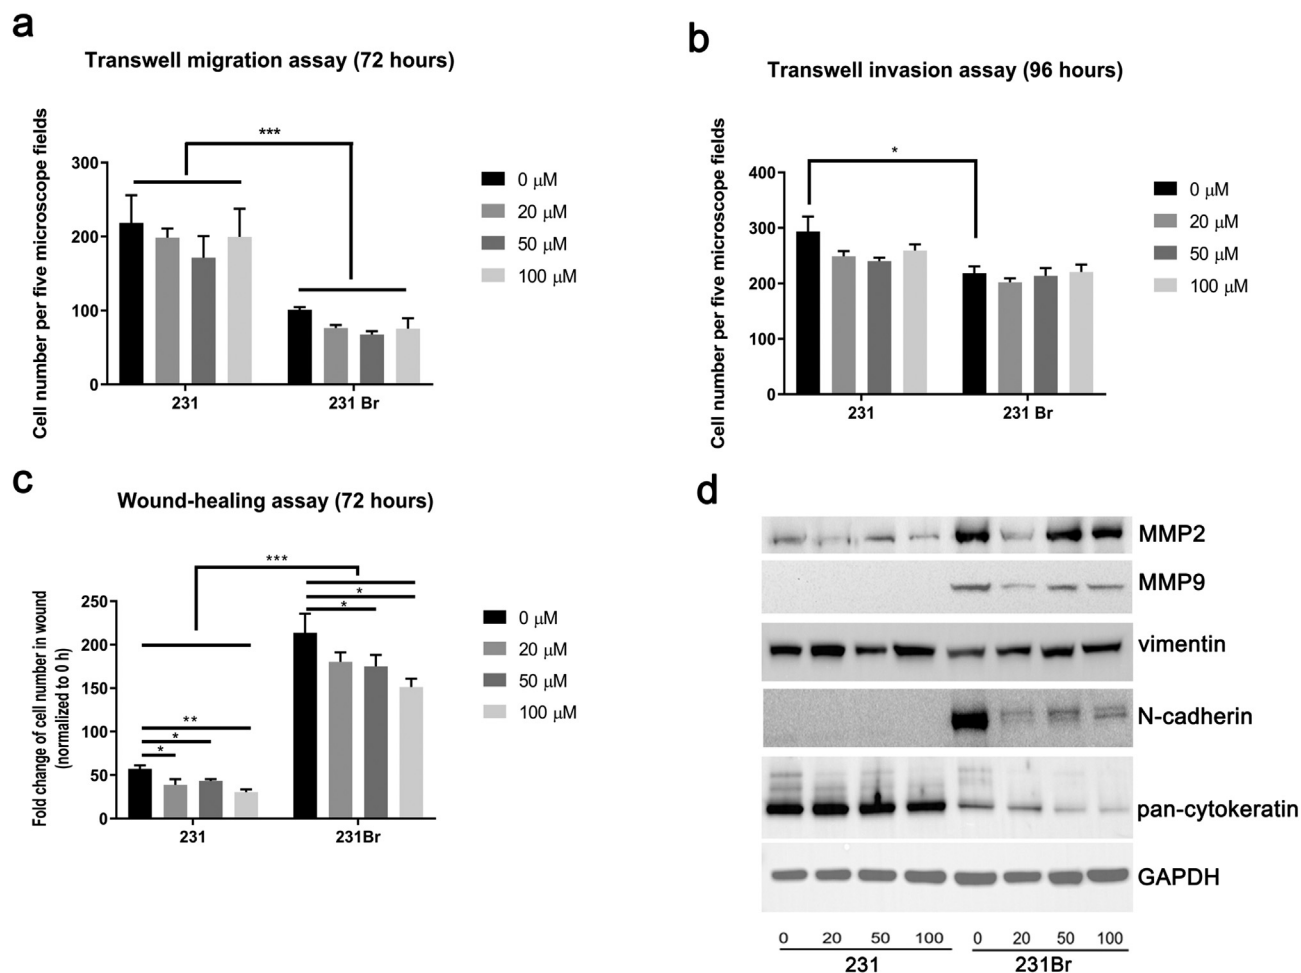 a
Transwell migration assay (72 hours)
Cell number per five microscope fields
300
200
100
0
***
231
231 Br
0 μM
20 μM
50 μM
100 μM
b
Transwell invasion assay (96 hours)
Cell number per five microscope fields
400
300
200
100
0
*
231
231 Br
0 μM
20 μM
50 μM
100 μM
c
Wound-healing assay (72 hours)
Fold change of cell number in wound
(normalized to 0 h)
250
200
150
100
50
0
***
*
*
**
*
*
231
231Br
0 μM
20 μM
50 μM
100 μM
d
MMP2
MMP9
vimentin
N-cadherin
pan-cytokeratin
GAPDH
0 20 50 100 0 20 50 100
231 231Br